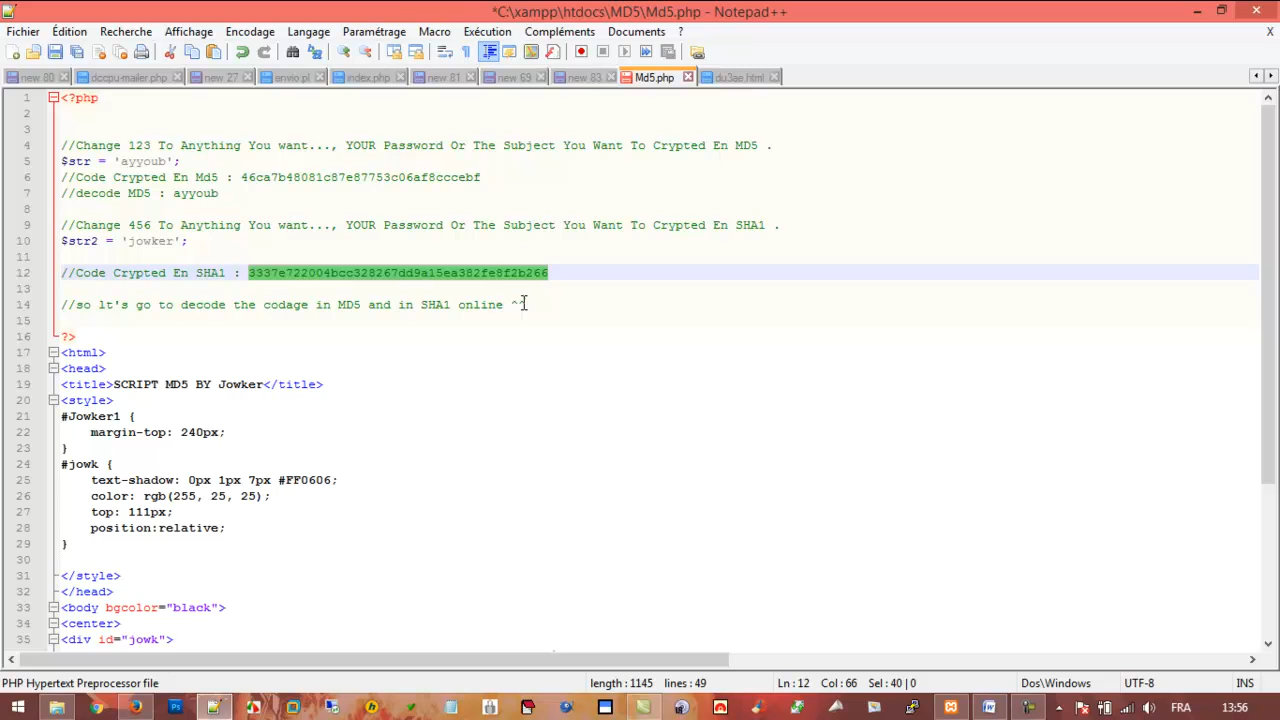 *C:\xampp\htdocs\MD5\Md5.php - Notepad++
Fichier Édition Recherche Affichage Encodage Langage Paramétrage Macro Exécution Compléments Documents ? X
new 80 dccpu-mailer.php new 27 envio.pl index.php new 81 new 69 new 83 Md5.php du3ae.html
1 <?php
2
3
4 //Change 123 To Anything You want..., YOUR Password Or The Subject You Want To Crypted En MD5 .
5 $str = 'ayyoub';
6 //Code Crypted En Md5 : 46ca7b48081c87e87753c06af8cccebf
7 //decode MD5 : ayyoub
8
9 //Change 456 To Anything You want..., YOUR Password Or The Subject You Want To Crypted En SHA1 .
10 $str2 = 'jowker';
11
12 //Code Crypted En SHA1 : 3337e722004bcc328267dd9a15ea382fe8f2b266
13
14 //so lt's go to decode the codage in MD5 and in SHA1 online ^^
15
16 ?>
17 <html>
18 <head>
19 <title>SCRIPT MD5 BY Jowker</title>
20 <style>
21 #Jowker1 {
22 margin-top: 240px;
23 }
24 #jowk {
25 text-shadow: 0px 1px 7px #FF0606;
26 color: rgb(255, 25, 25);
27 top: 111px;
28 position:relative;
29 }
30
31 </style>
32 </head>
33 <body bgcolor="black">
34 <center>
35 <div id="jowk">
PHP Hypertext Preprocessor file length : 1145 lines : 49 Ln : 12 Col : 66 Sel : 40 | 0 Dos\Windows UTF-8 INS
FRA 13:56